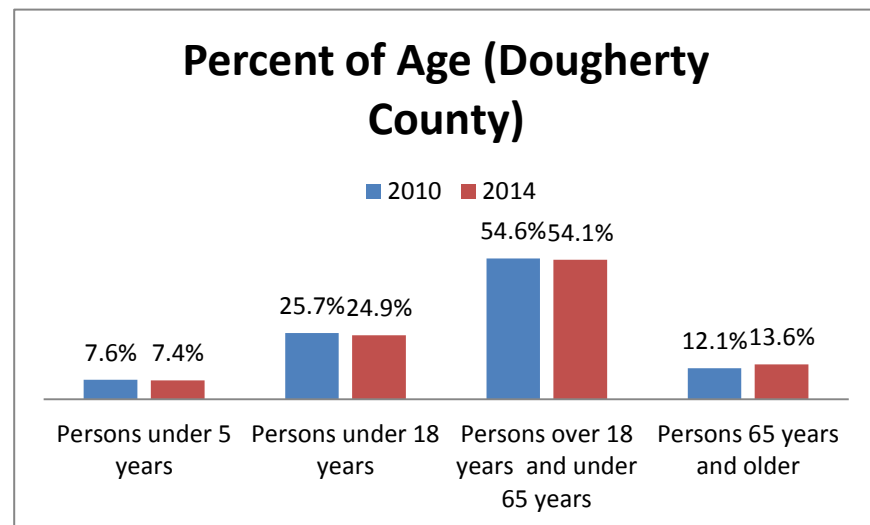 Percent of Age (Dougherty
County)
2010 2014
7.6% 7.4%
25.7% 24.9%
54.6% 54.1%
12.1% 13.6%
Persons under 5
years
Persons under 18
years
Persons over 18
years and under
65 years
Persons 65 years
and older